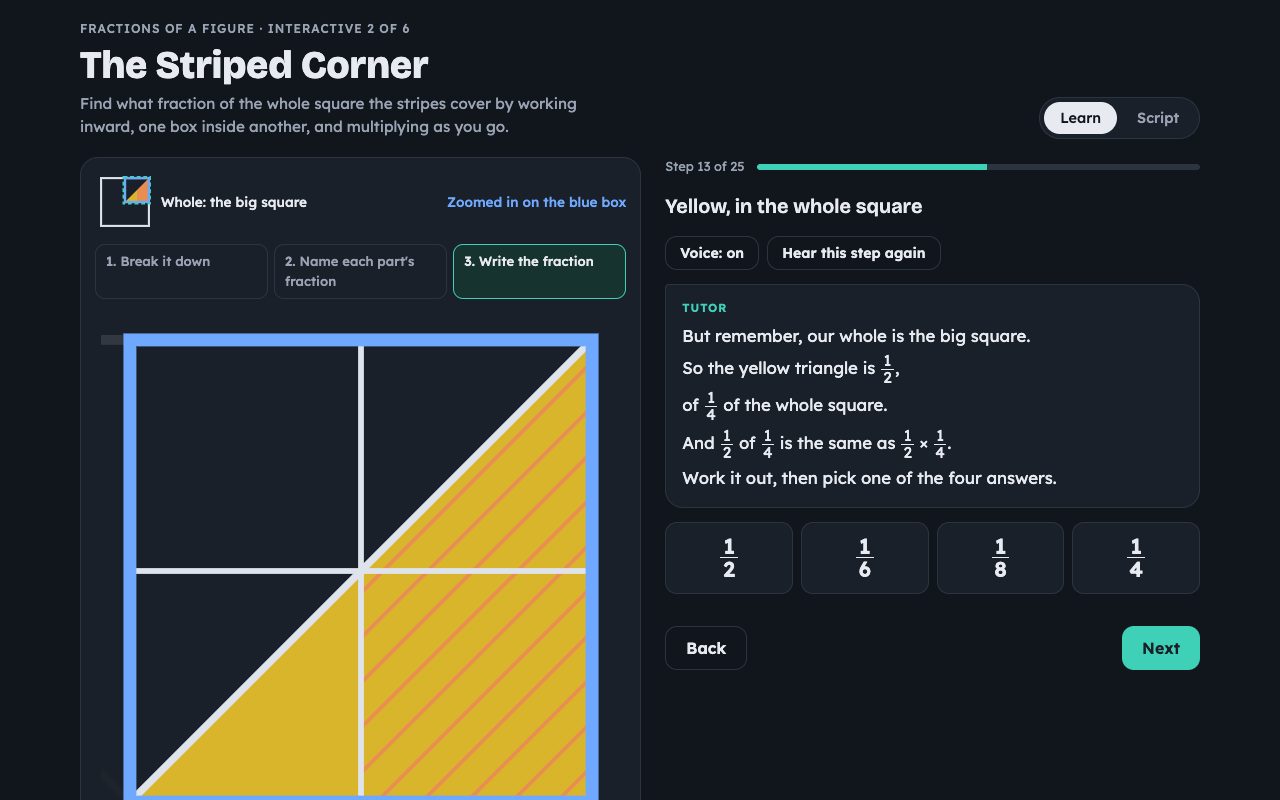 FRACTIONS OF A FIGURE · INTERACTIVE 2 OF 6
The Striped Corner
Find what fraction of the whole square the stripes cover by working
inward, one box inside another, and multiplying as you go.
Learn
Script
Whole: the big square
Zoomed in on the blue box
1. Break it down
2. Name each part's
fraction
3. Write the fraction
Step 13 of 25
Yellow, in the whole square
Voice: on
Hear this step again
TUTOR
But remember, our whole is the big square.
So the yellow triangle is 1/2,
of 1/4 of the whole square.
And 1/2 of 1/4 is the same as 1/2 × 1/4.
Work it out, then pick one of the four answers.
1/2
1/6
1/8
1/4
Back
Next